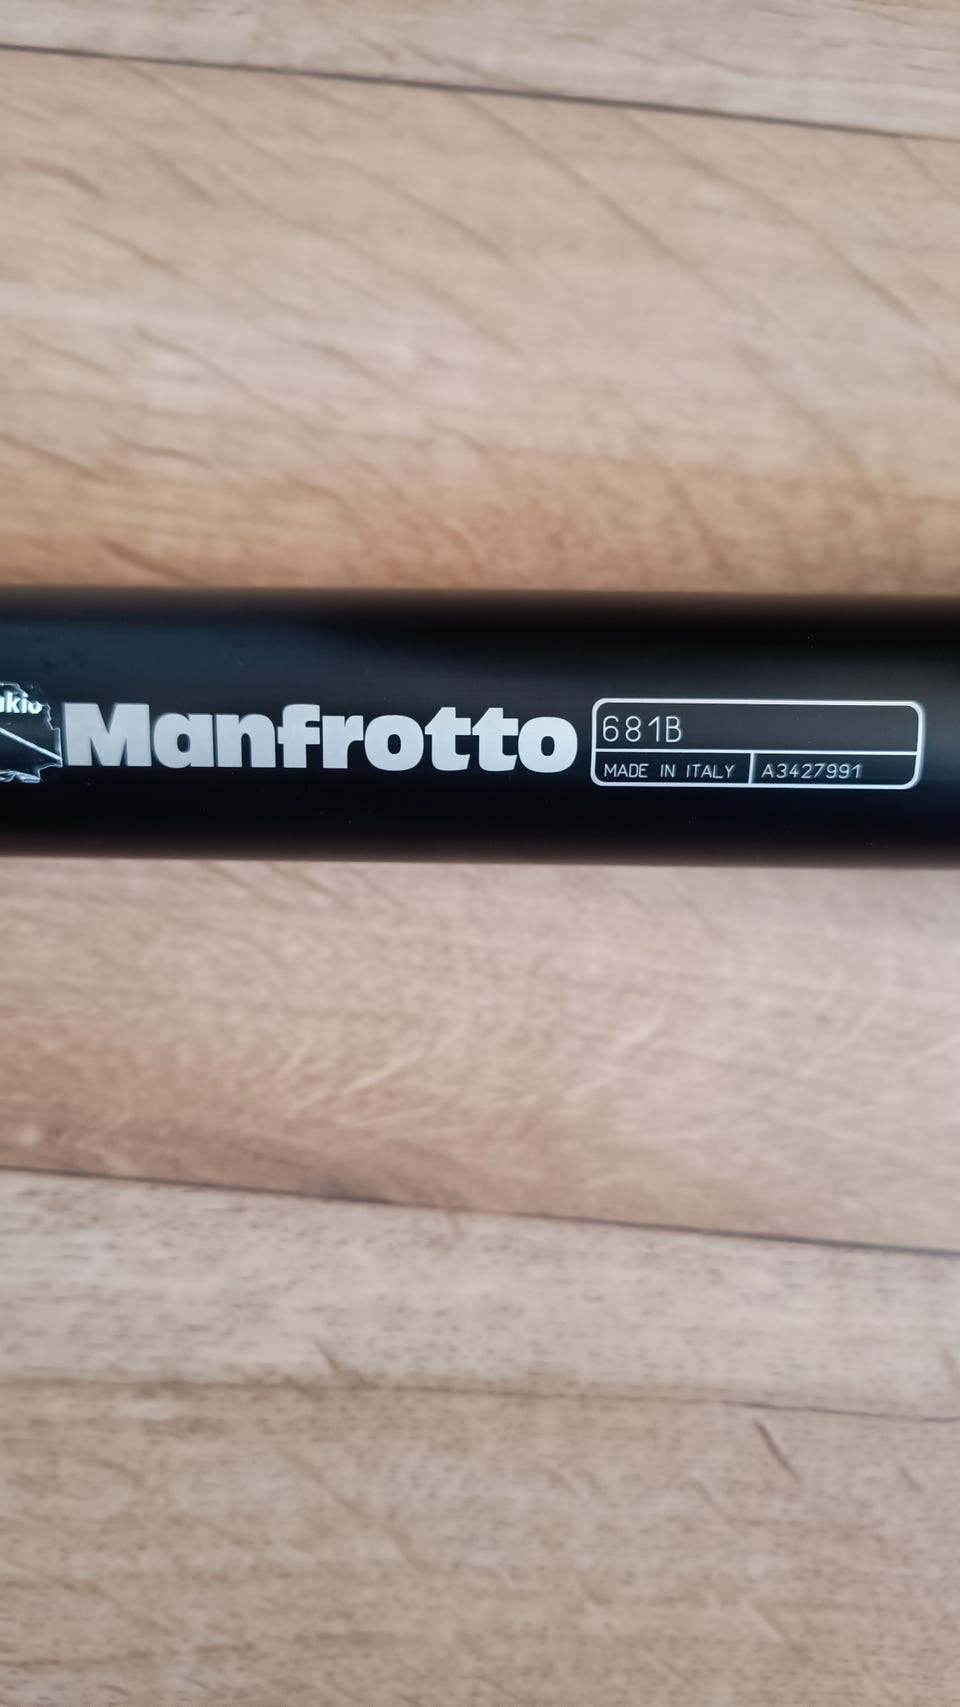 Manfrotto
681B
MADE IN ITALY A3427991